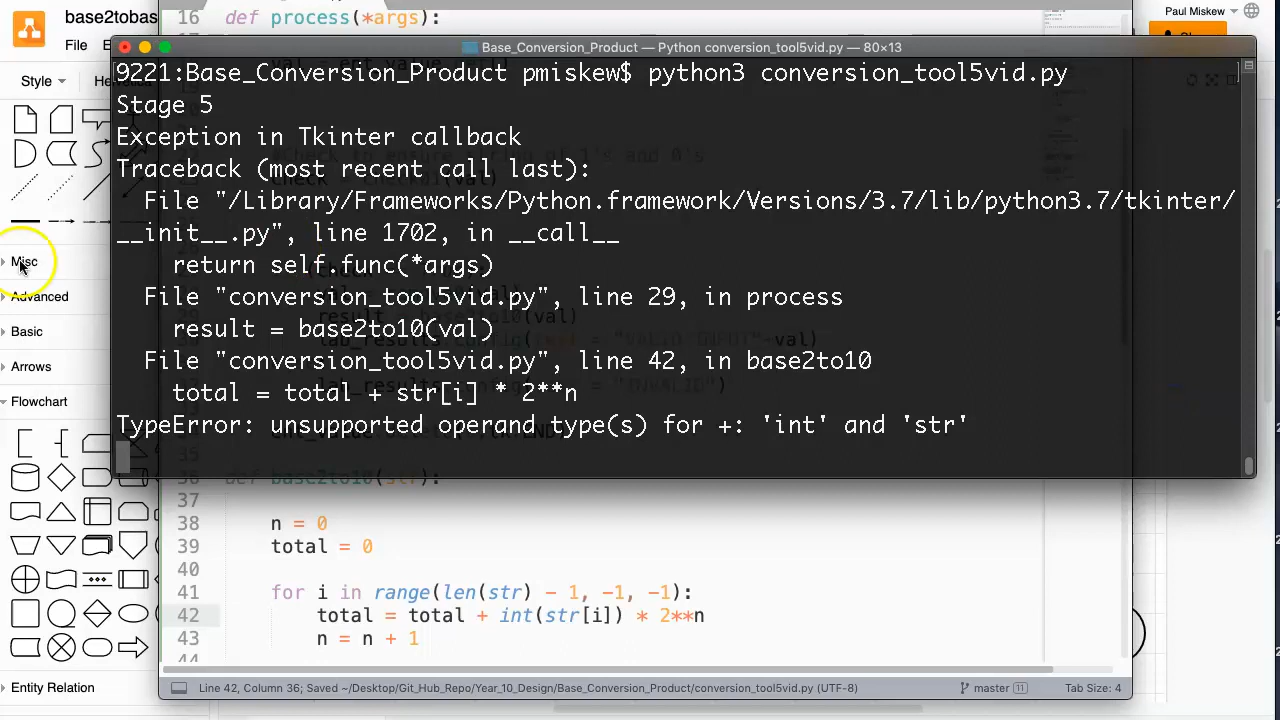 base2tobas
File
Style
Helvetica
Misc
Advanced
Basic
Arrows
Flowchart
Entity Relation
Paul Miskew
16 def process(*args):
Base_Conversion_Product — Python conversion_tool5vid.py — 80×13
9221:Base_Conversion_Product pmiskew$ python3 conversion_tool5vid.py
Stage 5
Exception in Tkinter callback
Traceback (most recent call last):
File "/Library/Frameworks/Python.framework/Versions/3.7/lib/python3.7/tkinter/
__init__.py", line 1702, in __call__
return self.func(*args)
File "conversion_tool5vid.py", line 29, in process
result = base2to10(val)
File "conversion_tool5vid.py", line 42, in base2to10
total = total + str[i] * 2**n
TypeError: unsupported operand type(s) for +: 'int' and 'str'
36 def base2to10(str):
37
38 n = 0
39 total = 0
40
41 for i in range(len(str) - 1, -1, -1):
42 total = total + int(str[i]) * 2**n
43 n = n + 1
44
Line 42, Column 36; Saved ~/Desktop/Git_Hub_Repo/Year_10_Design/Base_Conversion_Product/conversion_tool5vid.py (UTF-8)
master 11
Tab Size: 4